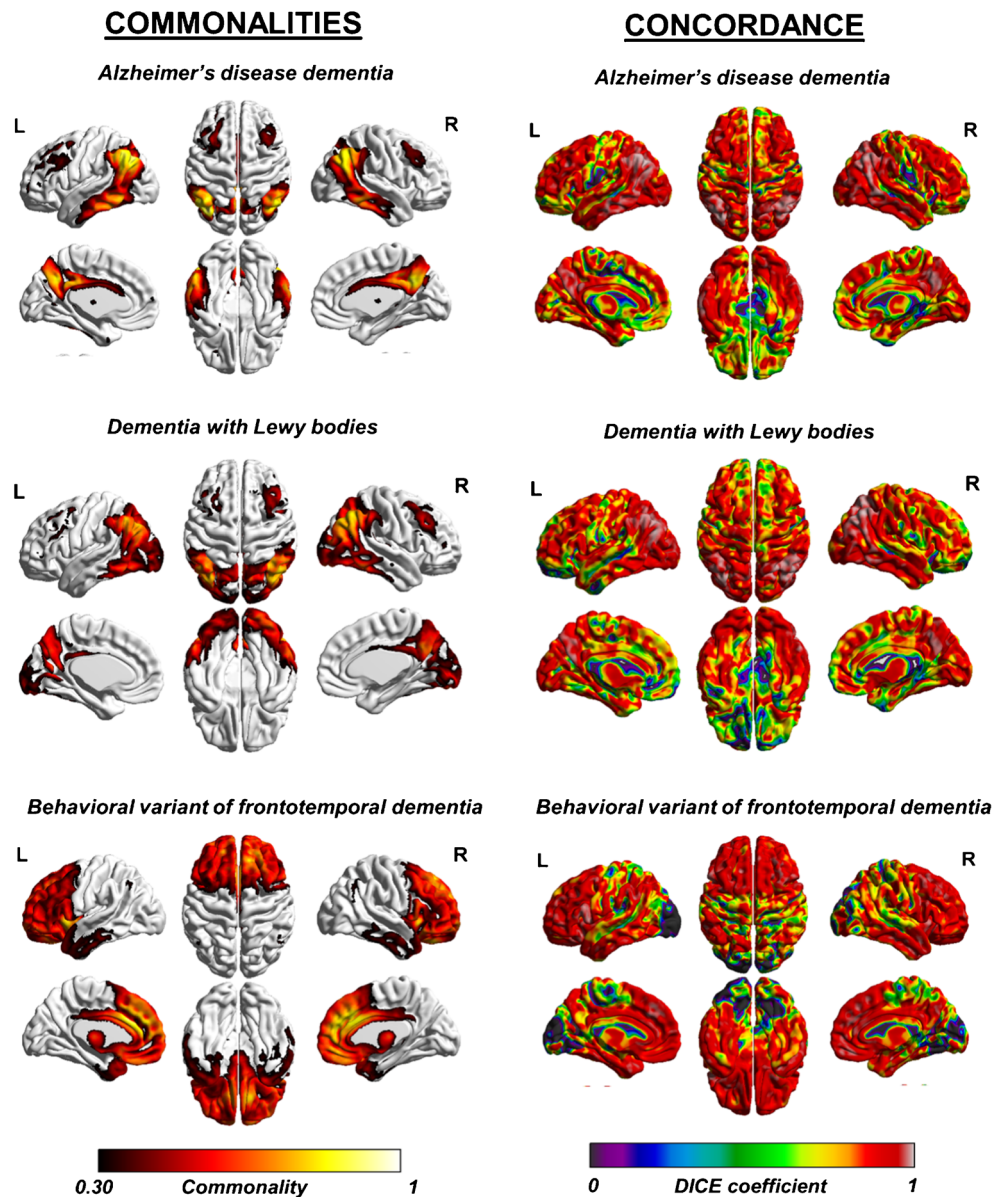 COMMONALITIES
Alzheimer's disease dementia
L
R
Dementia with Lewy bodies
L
R
Behavioral variant of frontotemporal dementia
L
R
0.30 Commonality 1
CONCORDANCE
Alzheimer's disease dementia
L
R
Dementia with Lewy bodies
L
R
Behavioral variant of frontotemporal dementia
L
R
0 DICE coefficient 1